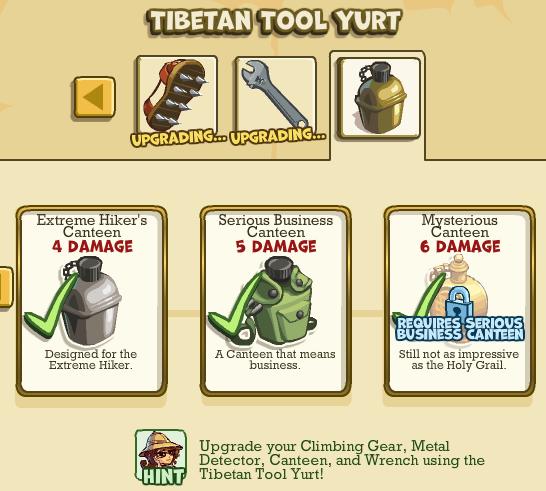 TIBETAN TOOL YURT
UPGRADING... UPGRADING...
Extreme Hiker's
Canteen
4 DAMAGE
Designed for the
Extreme Hiker.
Serious Business
Canteen
5 DAMAGE
A Canteen that means
business.
Mysterious
Canteen
6 DAMAGE
REQUIRES SERIOUS
BUSINESS CANTEEN
Still not as impressive
as the Holy Grail.
HINT
Upgrade your Climbing Gear, Metal
Detector, Canteen, and Wrench using the
Tibetan Tool Yurt!